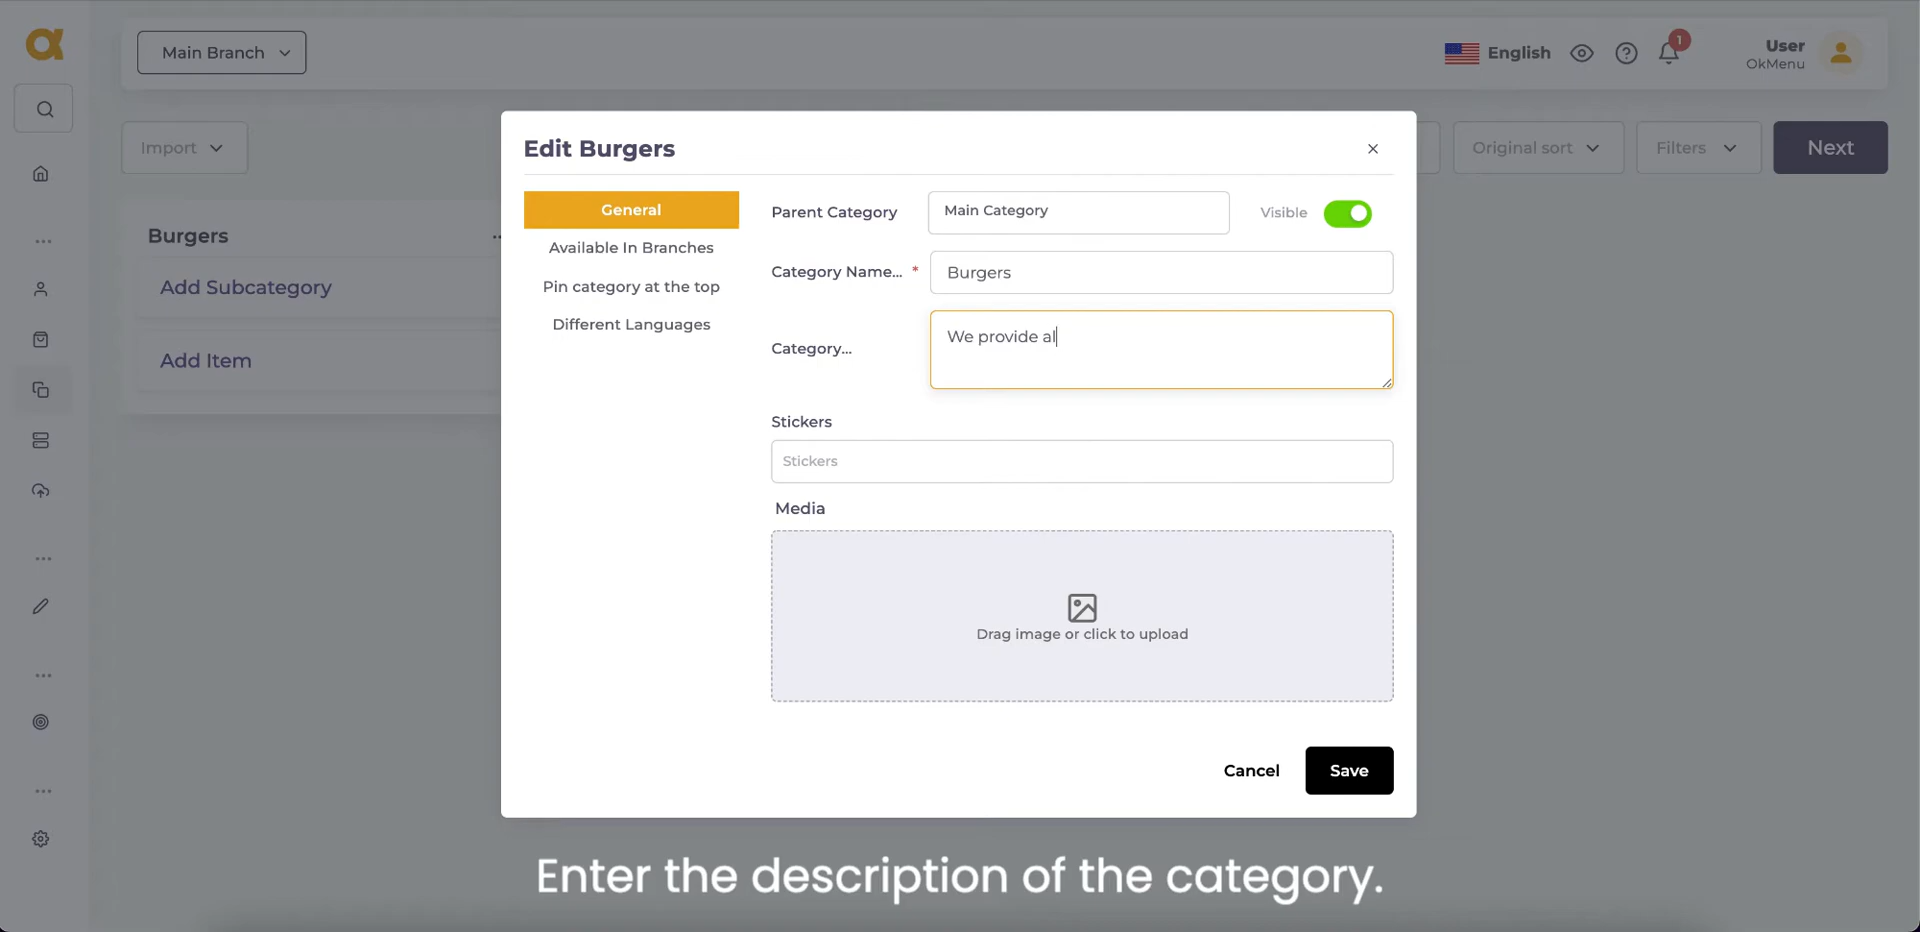 Main Branch
English
1
User
OkMenu
Import
Original sort
Filters
Next
Edit Burgers
General
Available In Branches
Pin category at the top
Different Languages
Parent Category
Main Category
Visible
Category Name... *
Burgers
Category...
We provide al
Stickers
Stickers
Media
Drag image or click to upload
Cancel
Save
Burgers
Add Subcategory
Add Item
Enter the description of the category.